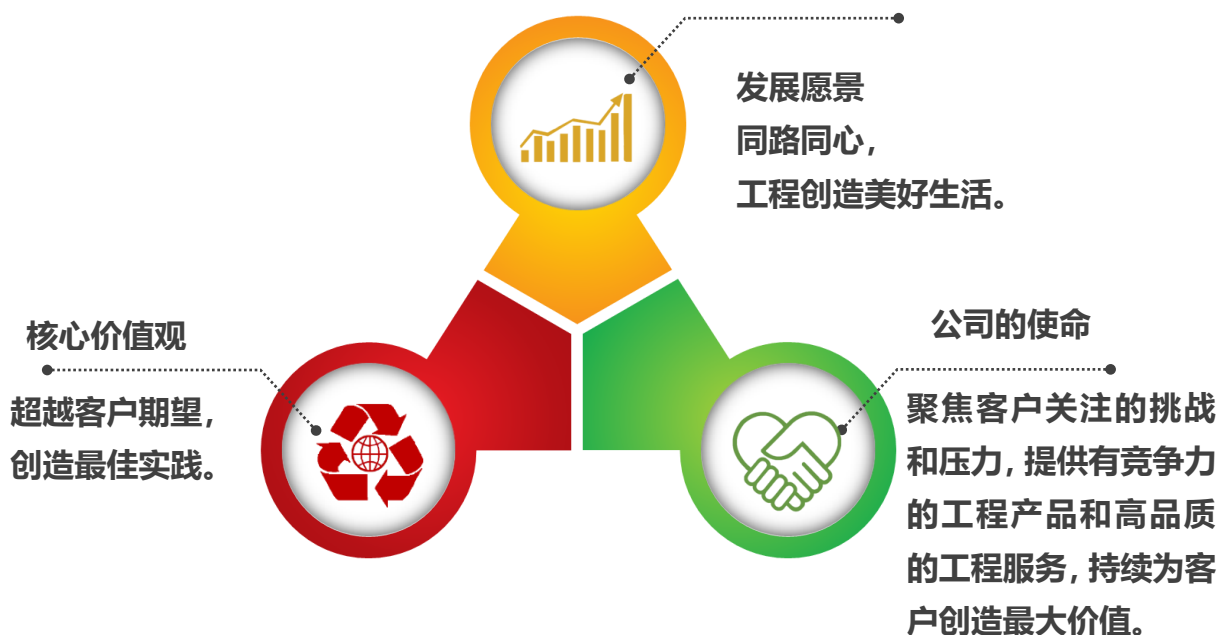 发展愿景
同路同心，
工程创造美好生活。
核心价值观
超越客户期望，
创造最佳实践。
公司的使命
聚焦客户关注的挑战
和压力，提供有竞争力
的工程产品和高品质
的工程服务，持续为客
户创造最大价值。